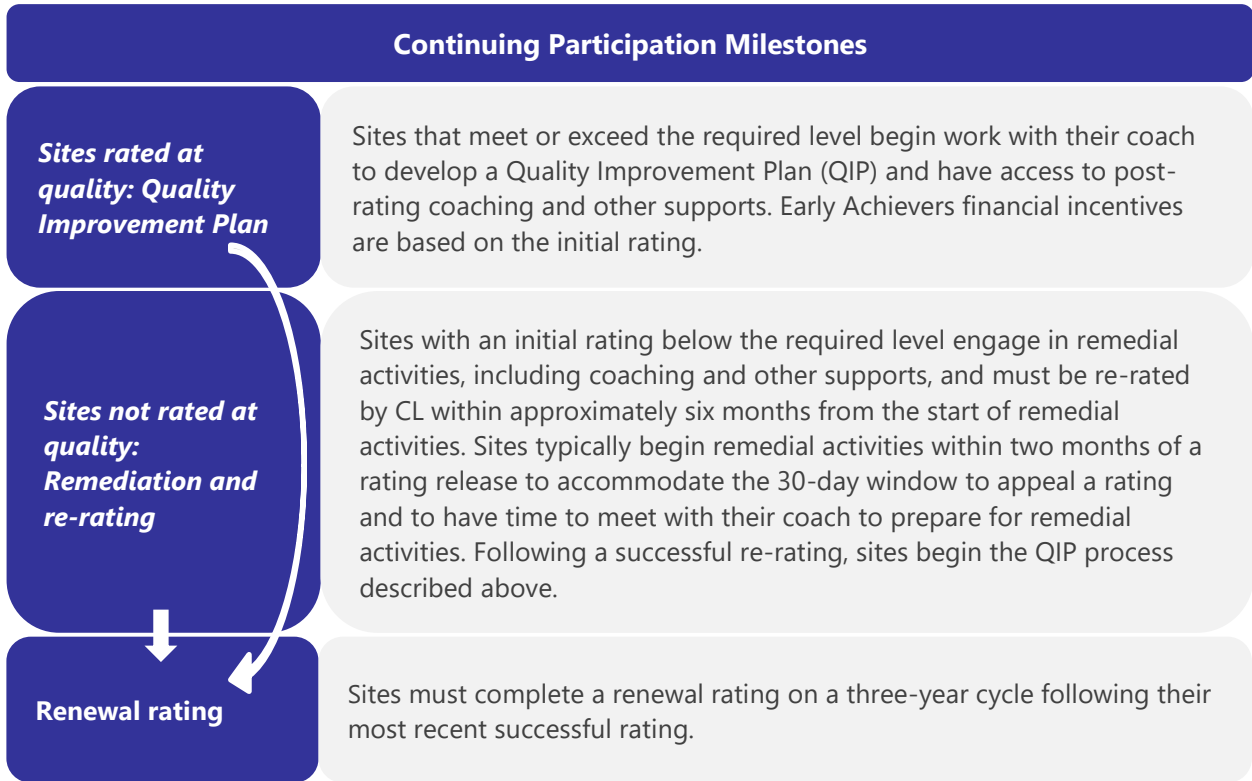 Continuing Participation Milestones
Sites rated at
quality: Quality
Improvement Plan
Sites that meet or exceed the required level begin work with their coach
to develop a Quality Improvement Plan (QIP) and have access to post-
rating coaching and other supports. Early Achievers financial incentives
are based on the initial rating.
Sites not rated at
quality:
Remediation and
re-rating
Sites with an initial rating below the required level engage in remedial
activities, including coaching and other supports, and must be re-rated
by CL within approximately six months from the start of remedial
activities. Sites typically begin remedial activities within two months of a
rating release to accommodate the 30-day window to appeal a rating
and to have time to meet with their coach to prepare for remedial
activities. Following a successful re-rating, sites begin the QIP process
described above.
Renewal rating
Sites must complete a renewal rating on a three-year cycle following their
most recent successful rating.